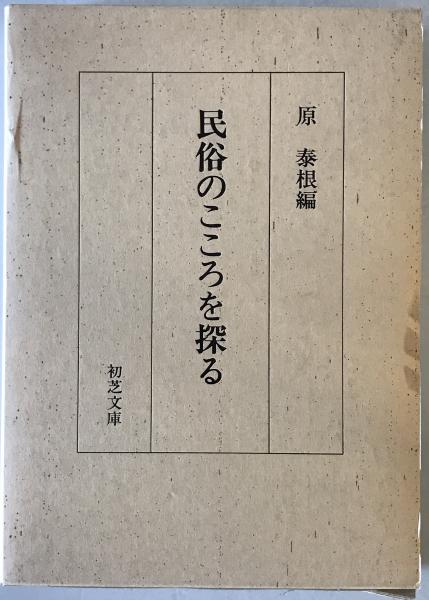 原 泰根編
民俗のこころを探る
初芝文庫